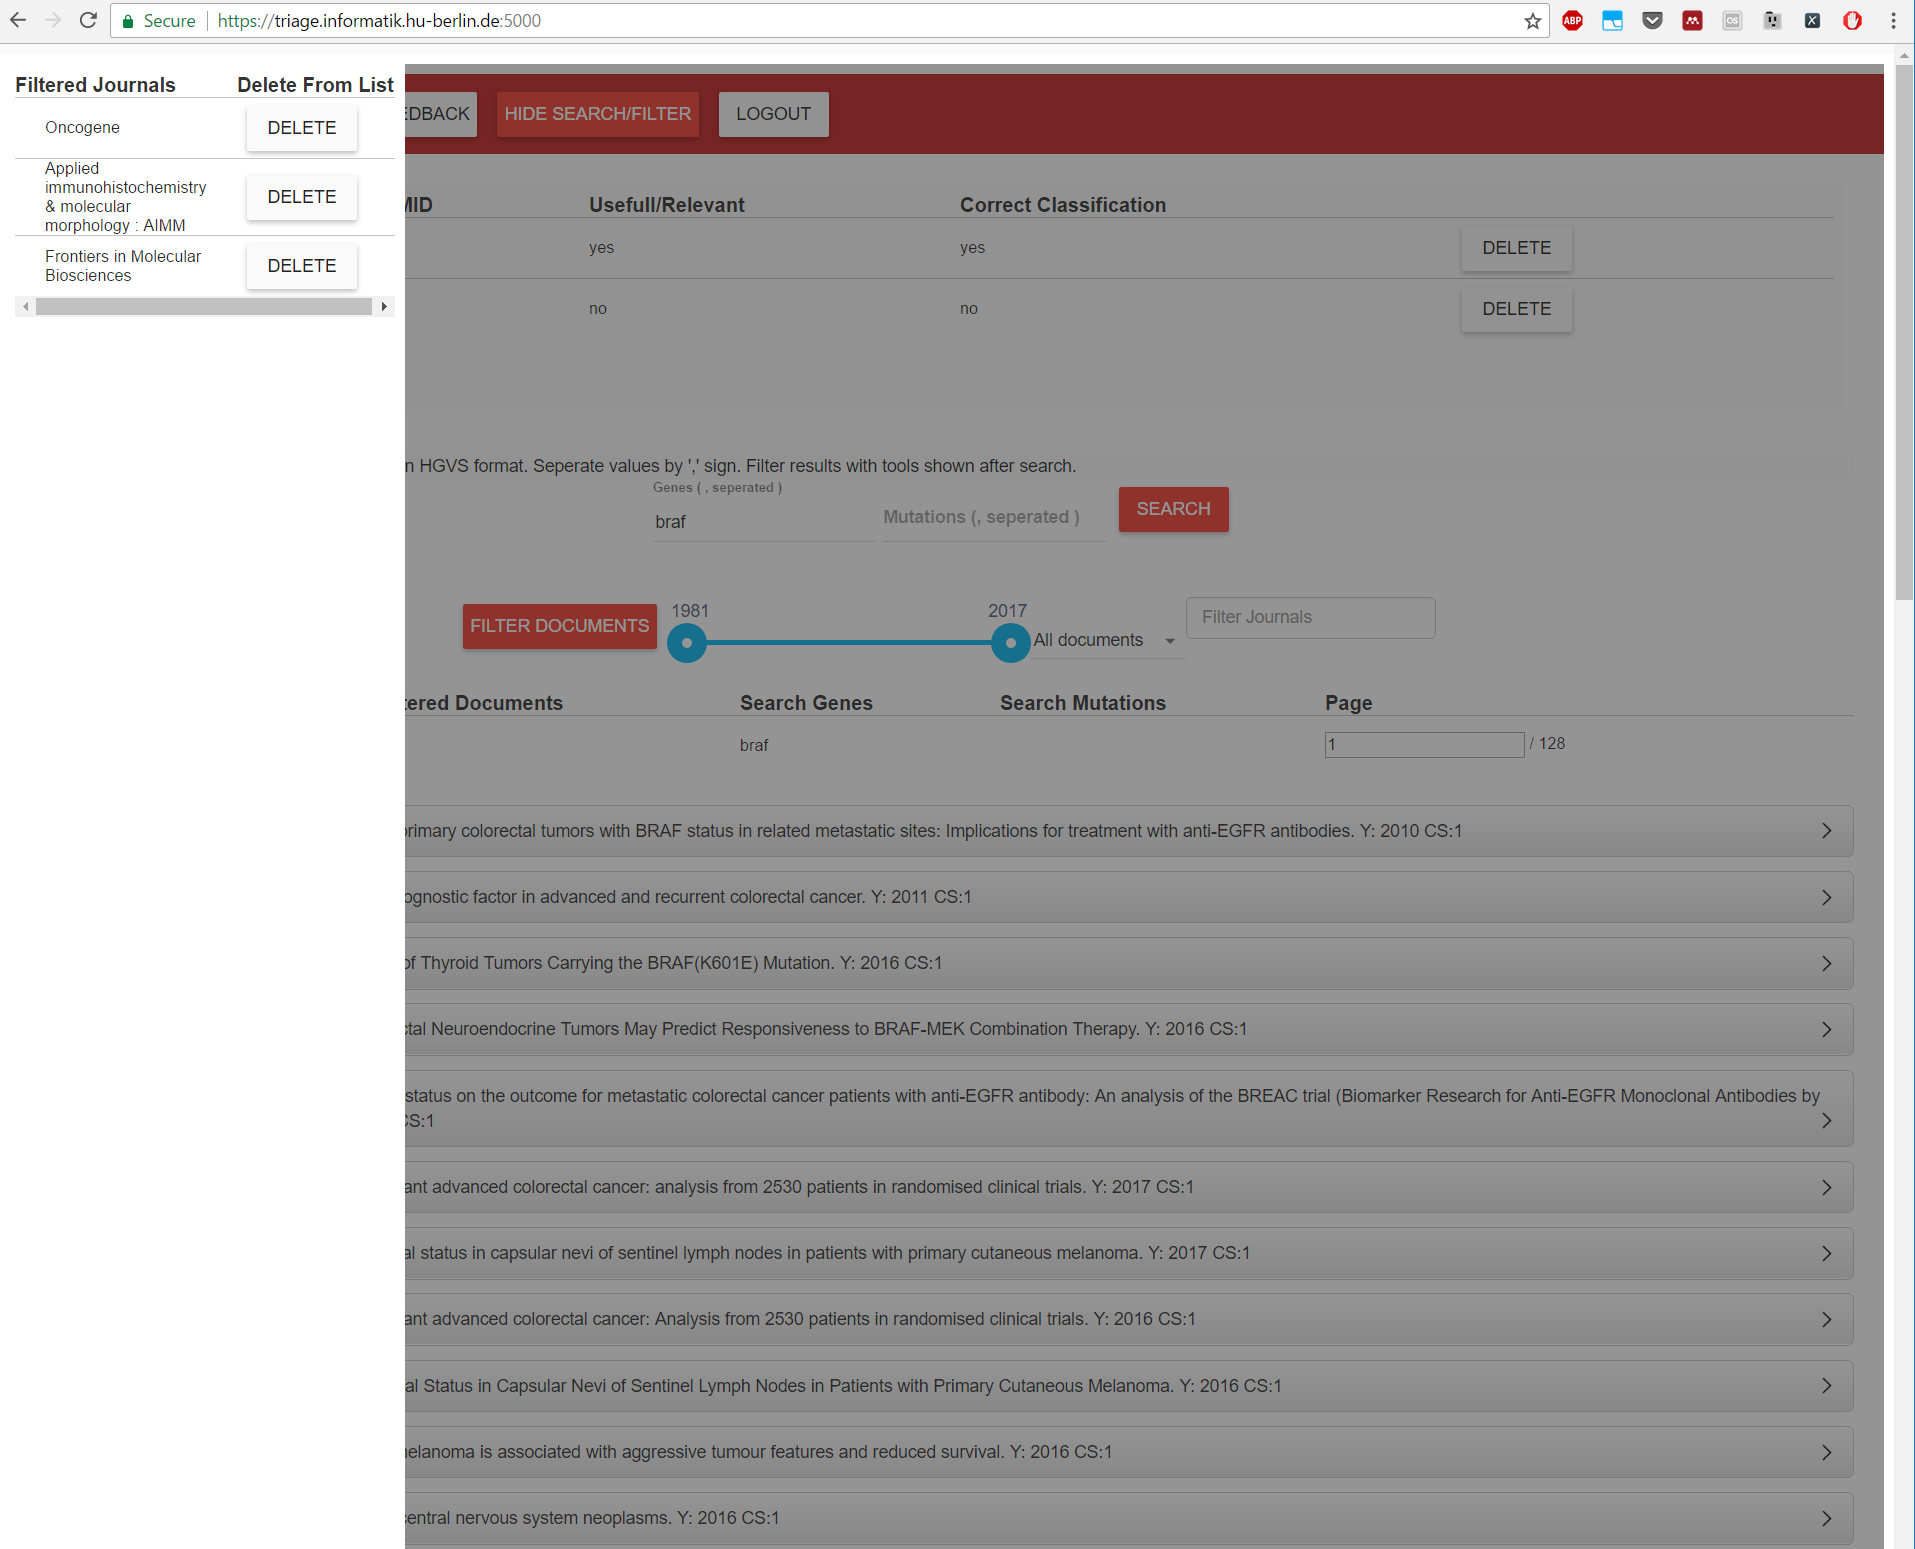 Secure https://triage.informatik.hu-berlin.de:5000
ABP
Filtered Journals Delete From List
Oncogene DELETE
Applied
immunohistochemistry
& molecular
morphology : AIMM
DELETE
Frontiers in Molecular
Biosciences
DELETE
EDBACK HIDE SEARCH/FILTER LOGOUT
MID Usefull/Relevant Correct Classification
yes yes DELETE
no no DELETE
n HGVS format. Seperate values by ',' sign. Filter results with tools shown after search.
Genes ( , seperated )
braf Mutations (, seperated ) SEARCH
FILTER DOCUMENTS 1981 2017 All documents Filter Journals
tered Documents Search Genes Search Mutations Page
braf 1 / 128
primary colorectal tumors with BRAF status in related metastatic sites: Implications for treatment with anti-EGFR antibodies. Y: 2010 CS:1
ognostic factor in advanced and recurrent colorectal cancer. Y: 2011 CS:1
of Thyroid Tumors Carrying the BRAF(K601E) Mutation. Y: 2016 CS:1
ctal Neuroendocrine Tumors May Predict Responsiveness to BRAF-MEK Combination Therapy. Y: 2016 CS:1
status on the outcome for metastatic colorectal cancer patients with anti-EGFR antibody: An analysis of the BREAC trial (Biomarker Research for Anti-EGFR Monoclonal Antibodies by
CS:1
ant advanced colorectal cancer: analysis from 2530 patients in randomised clinical trials. Y: 2017 CS:1
al status in capsular nevi of sentinel lymph nodes in patients with primary cutaneous melanoma. Y: 2017 CS:1
ant advanced colorectal cancer: Analysis from 2530 patients in randomised clinical trials. Y: 2016 CS:1
al Status in Capsular Nevi of Sentinel Lymph Nodes in Patients with Primary Cutaneous Melanoma. Y: 2016 CS:1
melanoma is associated with aggressive tumour features and reduced survival. Y: 2016 CS:1
central nervous system neoplasms. Y: 2016 CS:1